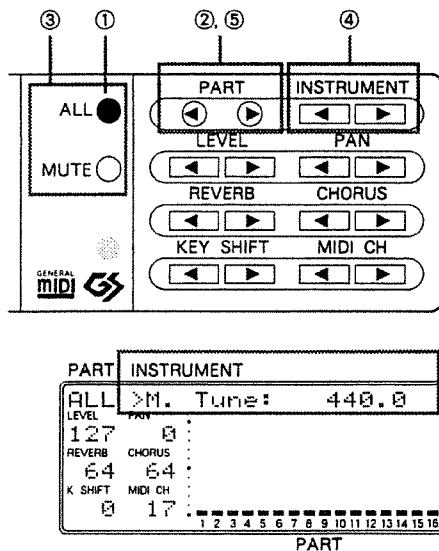 ③ ① ②, ⑤ ④
PART INSTRUMENT
ALL
LEVEL PAN
MUTE
REVERB CHORUS
KEY SHIFT MIDI CH
GENERAL
MIDI GS
PART INSTRUMENT
ALL >M. Tune: 440.0
LEVEL PAN
127 0
REVERB CHORUS
64 64
K SHIFT MIDI CH
0 17
1 2 3 4 5 6 7 8 9 10 11 12 13 14 15 16
PART